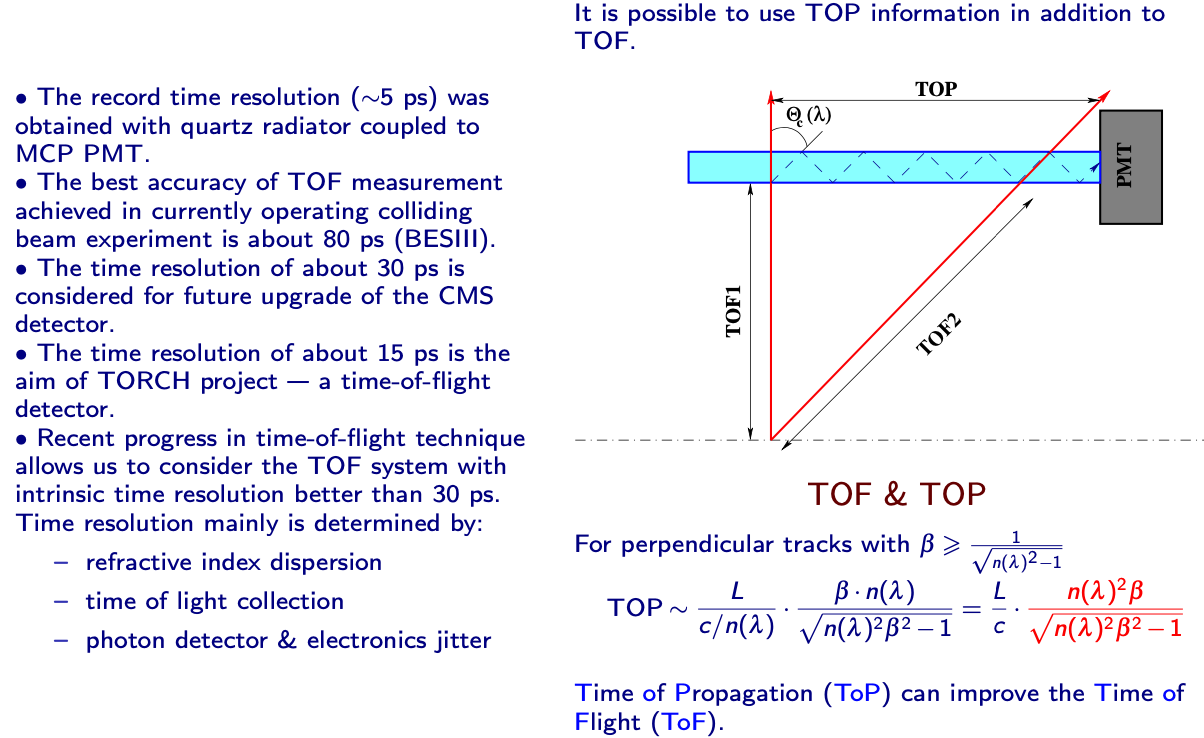 • The record time resolution (∼5 ps) was
obtained with quartz radiator coupled to
MCP PMT.
• The best accuracy of TOF measurement
achieved in currently operating colliding
beam experiment is about 80 ps (BESIII).
• The time resolution of about 30 ps is
considered for future upgrade of the CMS
detector.
• The time resolution of about 15 ps is the
aim of TORCH project — a time-of-flight
detector.
• Recent progress in time-of-flight technique
allows us to consider the TOF system with
intrinsic time resolution better than 30 ps.
Time resolution mainly is determined by:
– refractive index dispersion
– time of light collection
– photon detector & electronics jitter
It is possible to use TOP information in addition to
TOF.
TOP
Θc(λ)
PMT
TOF1
TOF2
TOF & TOP
For perpendicular tracks with β ⩾ 1/√(n(λ)²−1)
TOP ∼ L/(c/n(λ)) · β·n(λ)/√(n(λ)²β²−1) = L/c · n(λ)²β/√(n(λ)²β²−1)
Time of Propagation (ToP) can improve the Time of
Flight (ToF).